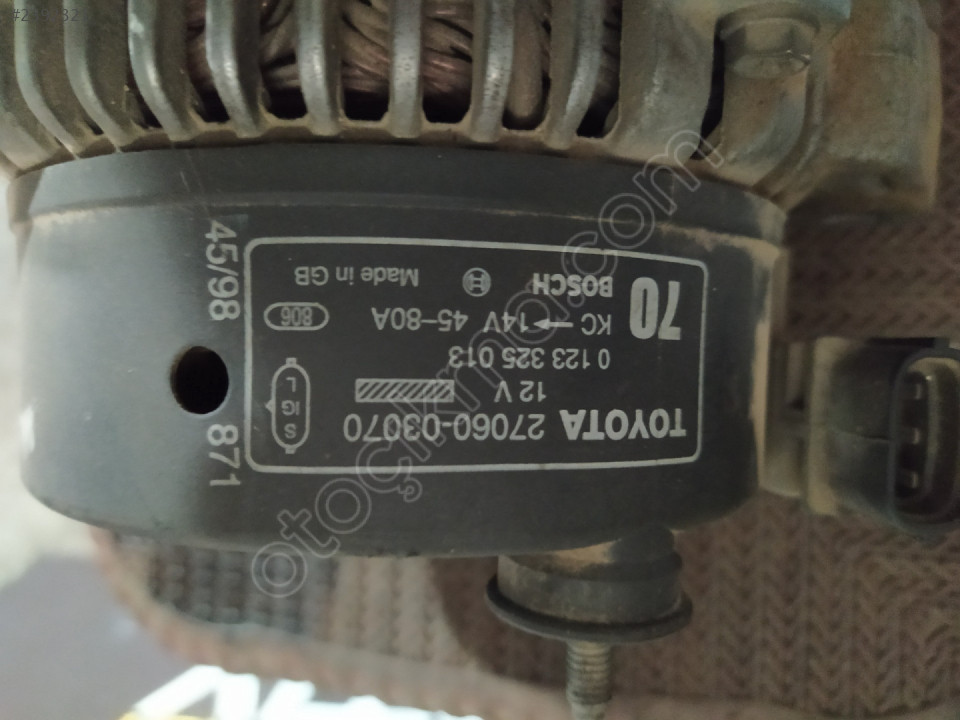 TOYOTA 27060-03070
12 V
0 123 325 013
KC → 14V 45-80A
70
BOSCH
Made in GB
S
IG
L
806
871
45/98
otoçıkma.com